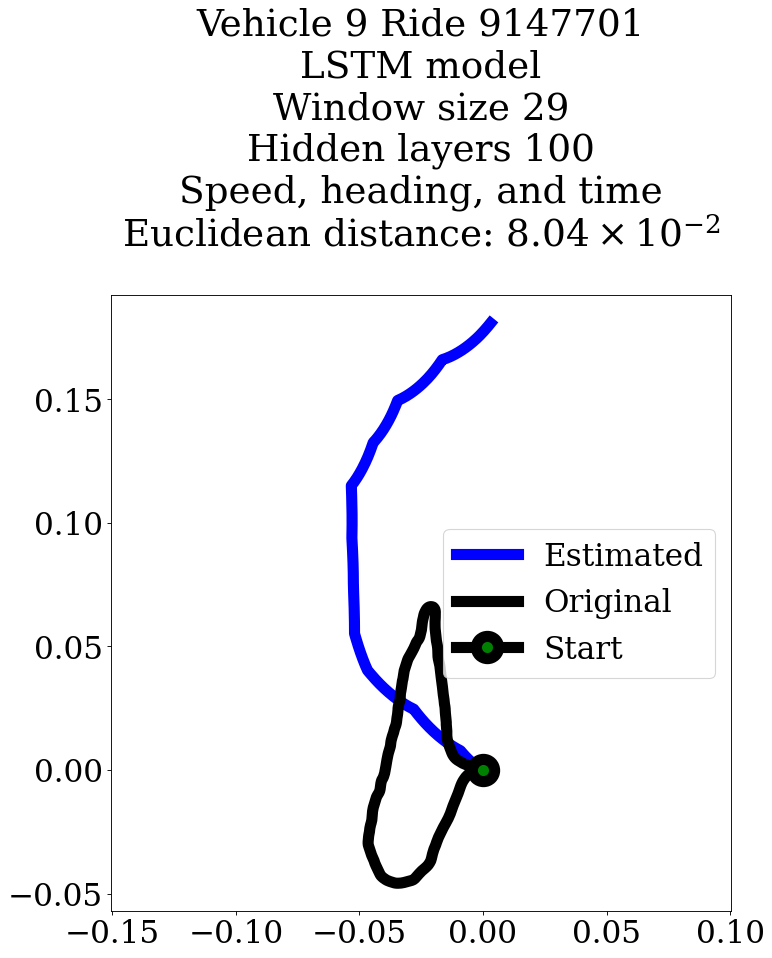 Vehicle 9 Ride 9147701
LSTM model
Window size 29
Hidden layers 100
Speed, heading, and time
Euclidean distance: 8.04 × 10⁻²
0.15
0.10
0.05
0.00
−0.05
Estimated
Original
Start
−0.15 −0.10 −0.05 0.00 0.05 0.10